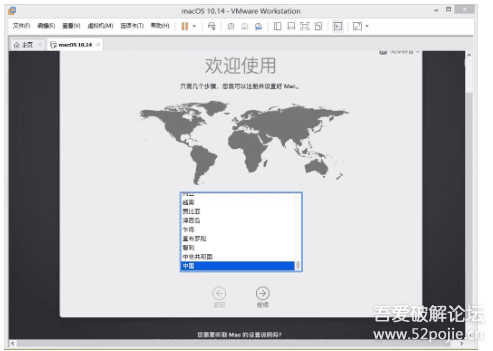 macOS 10.14 - VMware Workstation
文件(F) 编辑(E) 查看(V) 虚拟机(M) 选项卡(T) 帮助(H)
主页 macOS 10.14
欢迎使用
只需几个步骤，您就可以注册并设置好 Mac。
越南
赞比亚
泽西岛
乍得
直布罗陀
智利
中非共和国
中国
返回 继续
您需要听取 Mac 的设置说明吗？
吾爱破解论坛
www.52pojie.cn